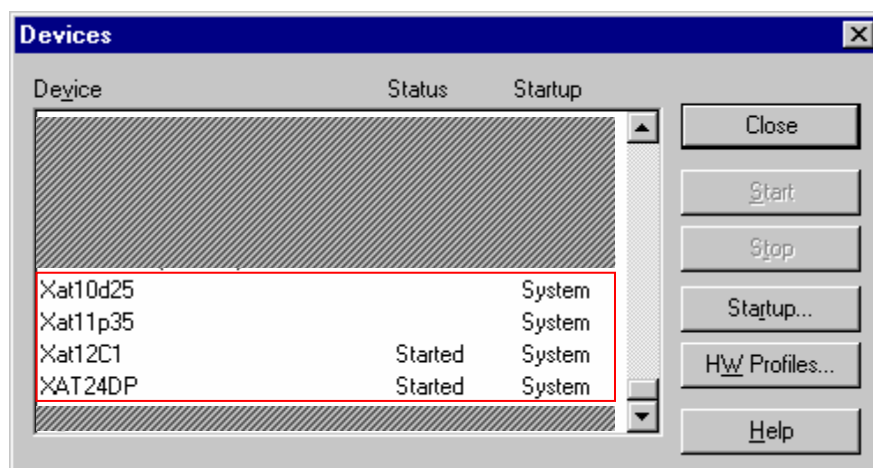 Devices
Device Status Startup
Xat10d25 System
Xat11p35 System
Xat12C1 Started System
XAT24DP Started System
Close
Start
Stop
Startup...
HW Profiles...
Help